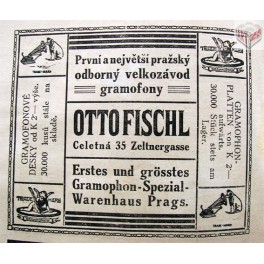 První a největší pražský
odborný velkozávod
gramofony
OTTO FISCHL
Celetná 35 Zeltnergasse
Erstes und grösstes
Gramophon-Spezial-
Warenhaus Prags.
GRAMOFONOVÉ
DESKY od K 2— výše.
30.000 kusů stále na
skladě.
GRAMOPHON-
PLATTEN von K 2—
aufwärts.
30.000 Stück stets am
Lager.